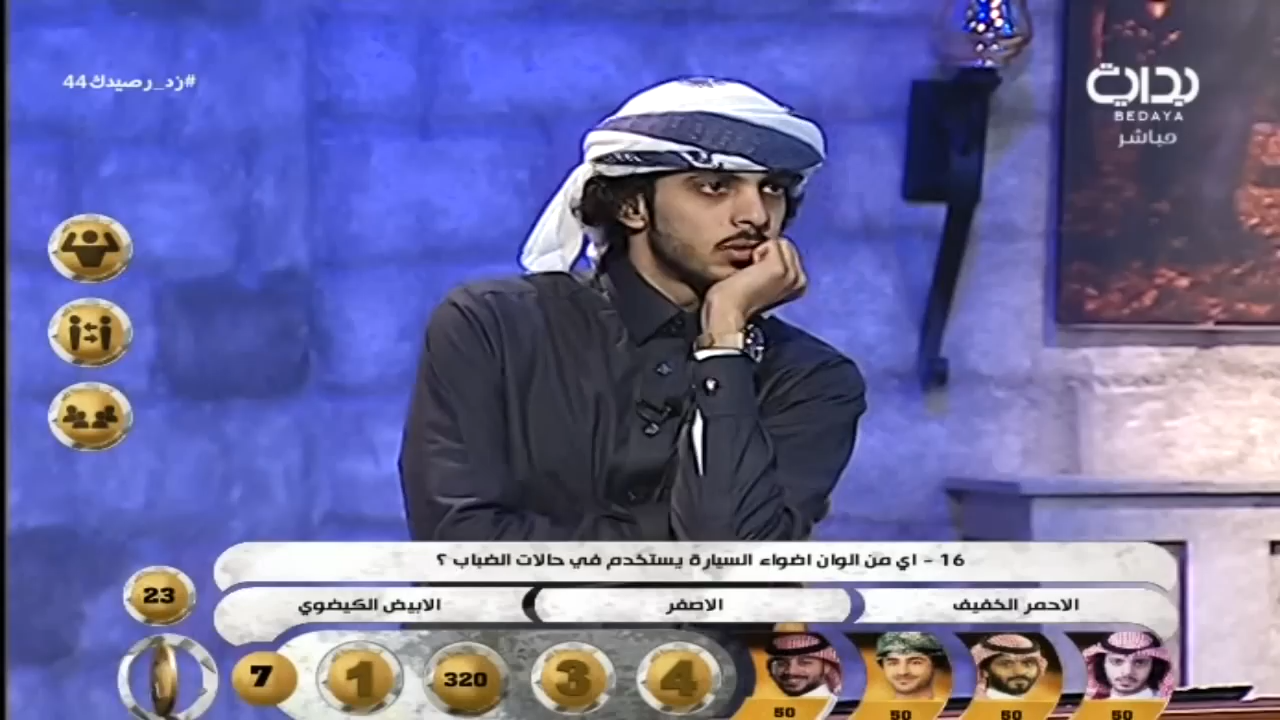 #زد_رصيدك44
بداية
BEDAYA
مباشر
16 - اي من الوان اضواء السيارة يستخدم في حالات الضباب ؟
الاحمر الخفيف
الاصفر
الابيض الكيضوي
23
7
1
320
3
4
50
50
50
50